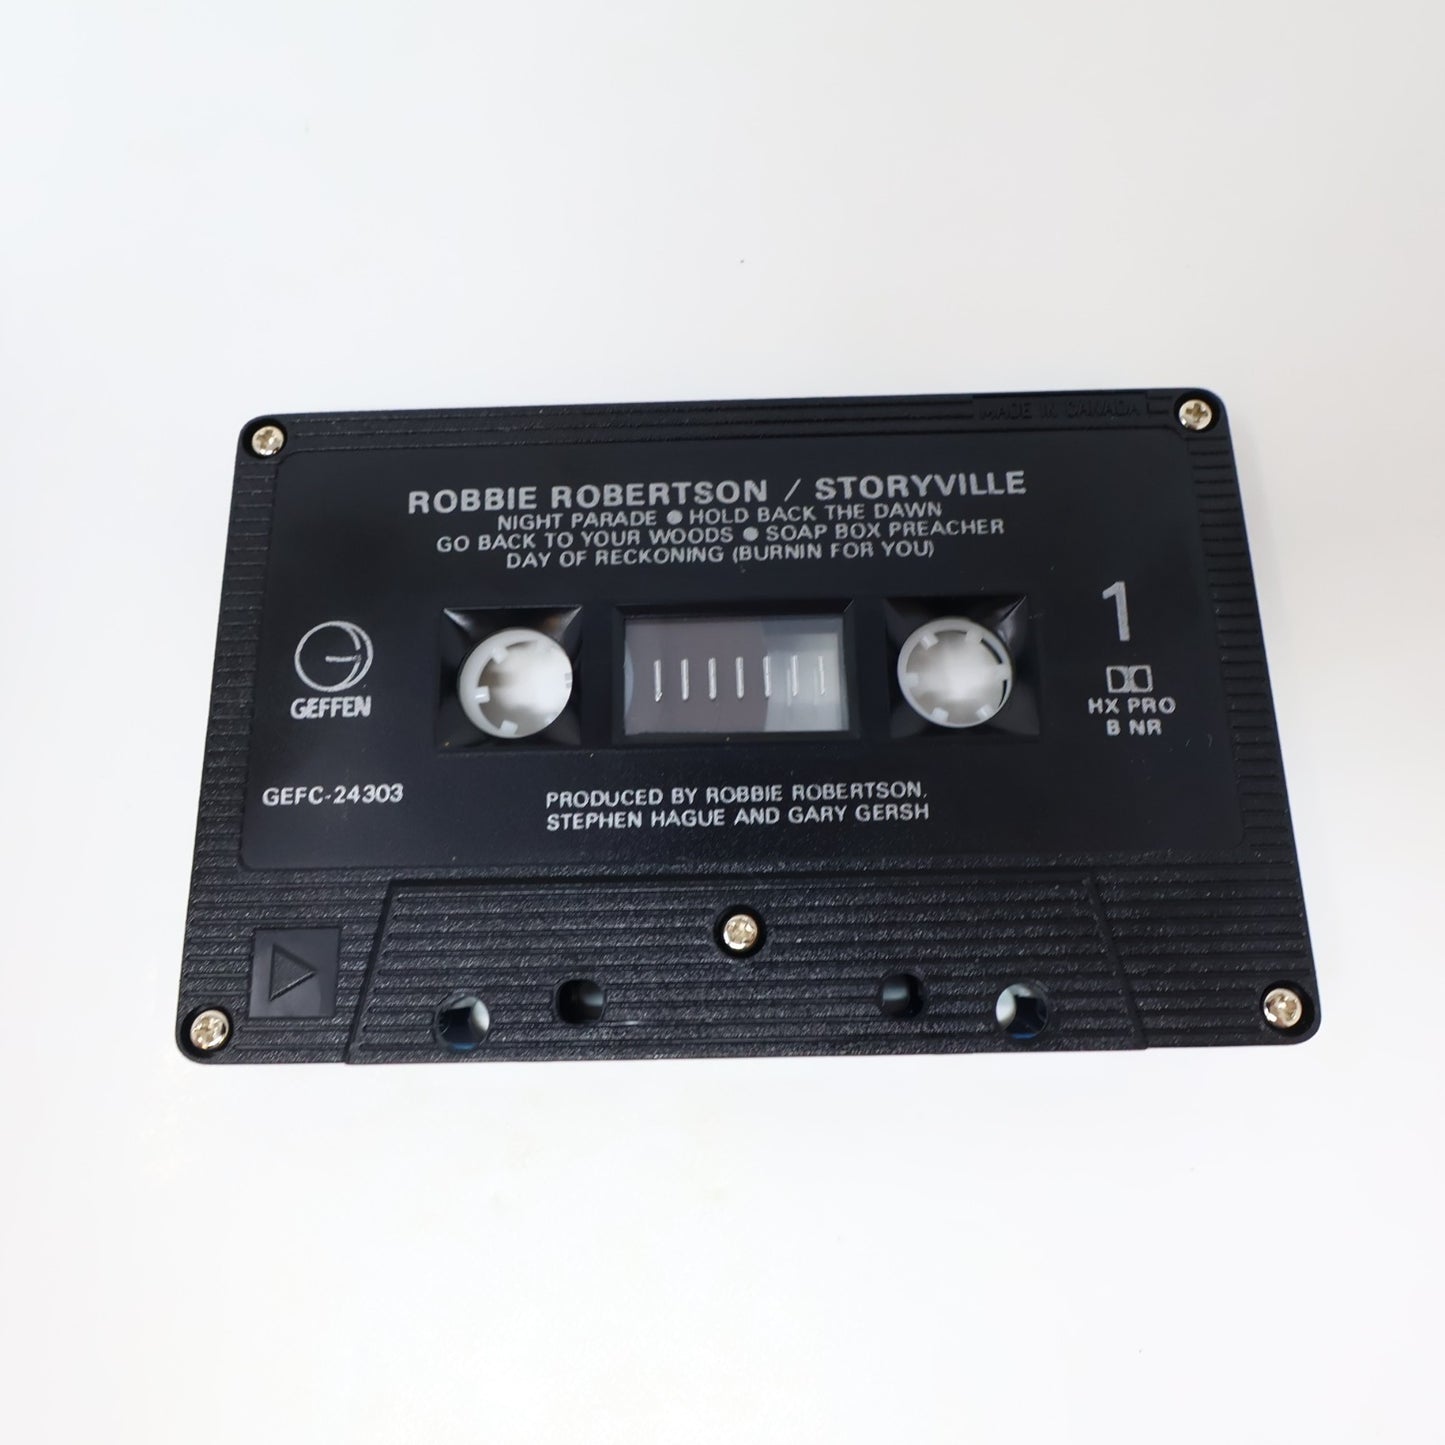 MADE IN CANADA
ROBBIE ROBERTSON / STORYVILLE
NIGHT PARADE ● HOLD BACK THE DAWN
GO BACK TO YOUR WOODS ● SOAP BOX PREACHER
DAY OF RECKONING (BURNIN FOR YOU)
1
GEFFEN
HX PRO
B NR
GEFC-24303
PRODUCED BY ROBBIE ROBERTSON,
STEPHEN HAGUE AND GARY GERSH